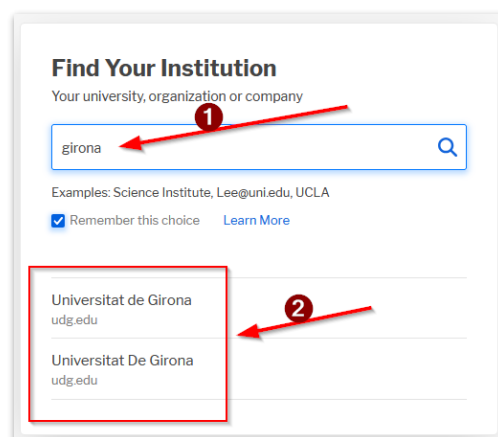 Find Your Institution
Your university, organization or company
1
girona
Examples: Science Institute, Lee@uni.edu, UCLA
Remember this choice Learn More
Universitat de Girona
udg.edu
2
Universitat De Girona
udg.edu